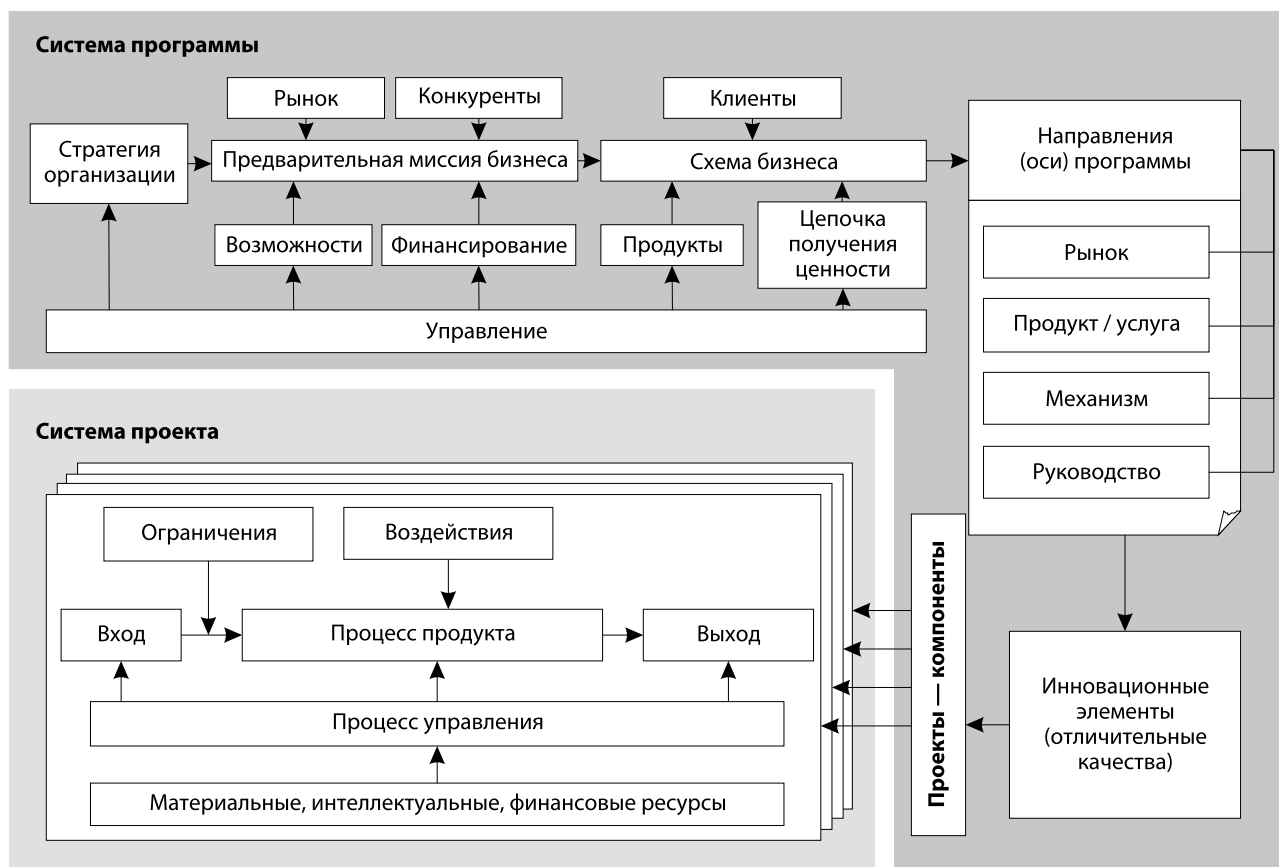 Система программы
Рынок
Конкуренты
Клиенты
Стратегия
организации
Предварительная миссия бизнеса
Схема бизнеса
Направления
(оси) программы
Возможности
Финансирование
Продукты
Цепочка
получения
ценности
Управление
Рынок
Продукт / услуга
Механизм
Руководство
Система проекта
Ограничения
Воздействия
Вход
Процесс продукта
Выход
Процесс управления
Материальные, интеллектуальные, финансовые ресурсы
Проекты — компоненты
Инновационные
элементы
(отличительные
качества)